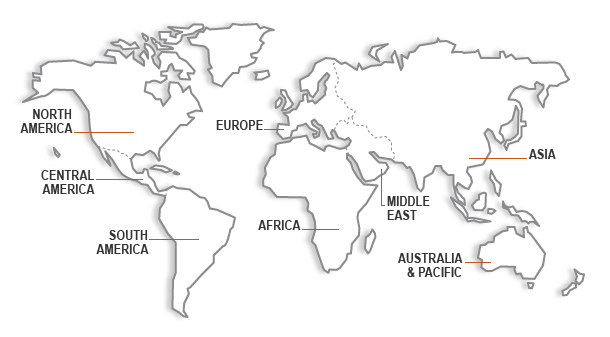 NORTH
AMERICA
EUROPE
ASIA
CENTRAL
AMERICA
MIDDLE
EAST
AFRICA
SOUTH
AMERICA
AUSTRALIA
& PACIFIC